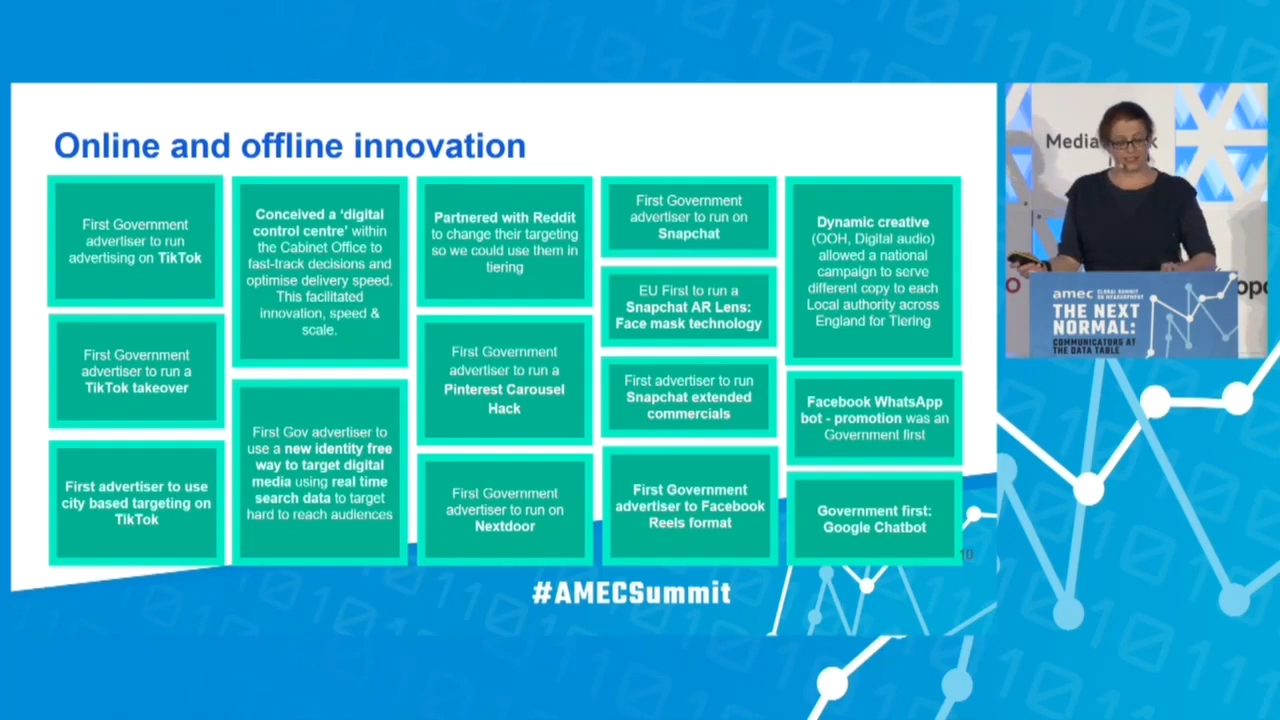 Online and offline innovation
First Government
advertiser to run
advertising on TikTok
First Government
advertiser to run a
TikTok takeover
First advertiser to use
city based targeting on
TikTok
Conceived a ‘digital
control centre’ within
the Cabinet Office to
fast-track decisions and
optimise delivery speed.
This facilitated
innovation, speed &
scale.
First Gov advertiser to
use a new identity free
way to target digital
media using real time
search data to target
hard to reach audiences
Partnered with Reddit
to change their targeting
so we could use them in
tiering
First Government
advertiser to run a
Pinterest Carousel
Hack
First Government
advertiser to run on
Nextdoor
First Government
advertiser to run on
Snapchat
EU First to run a
Snapchat AR Lens:
Face mask technology
First advertiser to run
Snapchat extended
commercials
First Government
advertiser to Facebook
Reels format
Dynamic creative
(OOH, Digital audio)
allowed a national
campaign to serve
different copy to each
Local authority across
England for Tiering
Facebook WhatsApp
bot - promotion was an
Government first
Government first:
Google Chatbot
10
#AMECSummit
Media
amec GLOBAL SUMMIT
ON MEASUREMENT
THE NEXT
NORMAL:
COMMUNICATORS AT
THE DATA TABLE